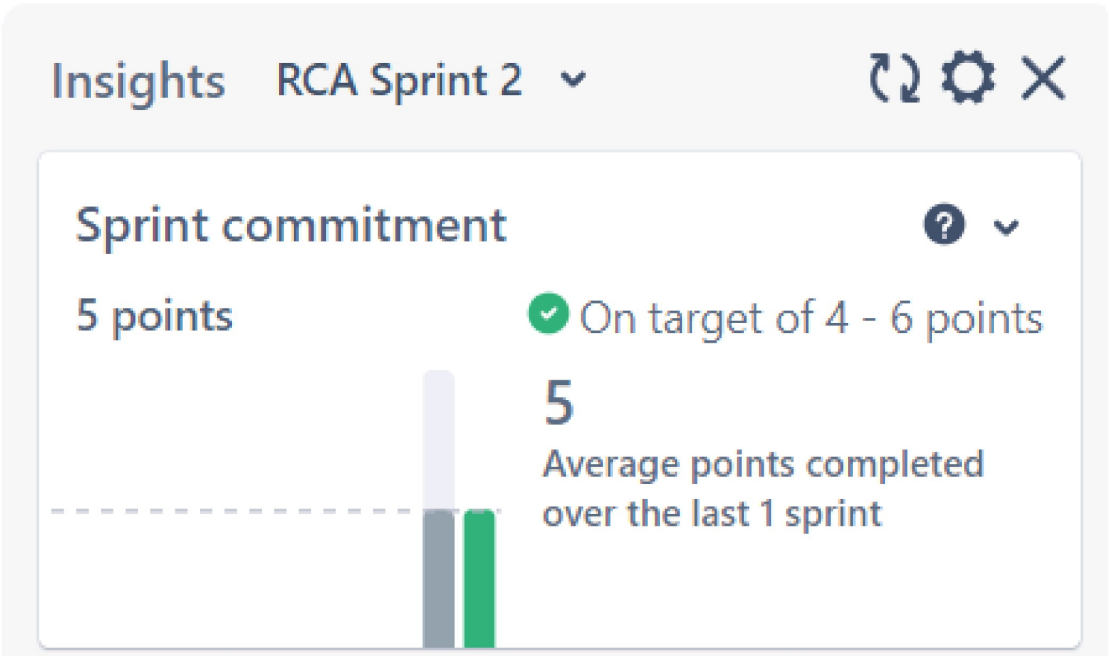 Insights RCA Sprint 2
Sprint commitment
5 points
On target of 4 - 6 points
5
Average points completed
over the last 1 sprint